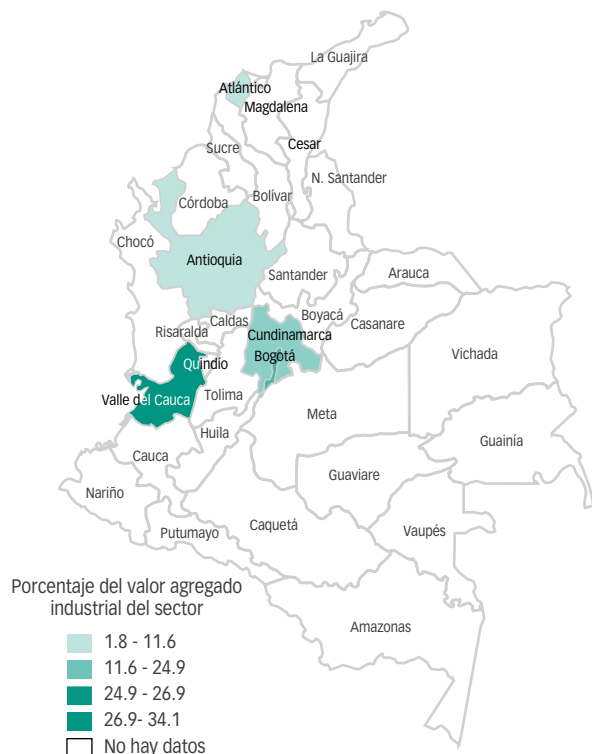 La Guajira
Atlántico
Magdalena
Cesar
Sucre
N. Santander
Bolívar
Córdoba
Chocó
Antioquia
Santander
Arauca
Boyacá
Caldas
Casanare
Risaralda
Cundinamarca
Bogotá
Vichada
Quindío
Valle del Cauca
Tolima
Meta
Huila
Guainía
Cauca
Guaviare
Nariño
Caquetá
Vaupés
Putumayo
Amazonas
Porcentaje del valor agregado
industrial del sector
1.8 - 11.6
11.6 - 24.9
24.9 - 26.9
26.9- 34.1
No hay datos